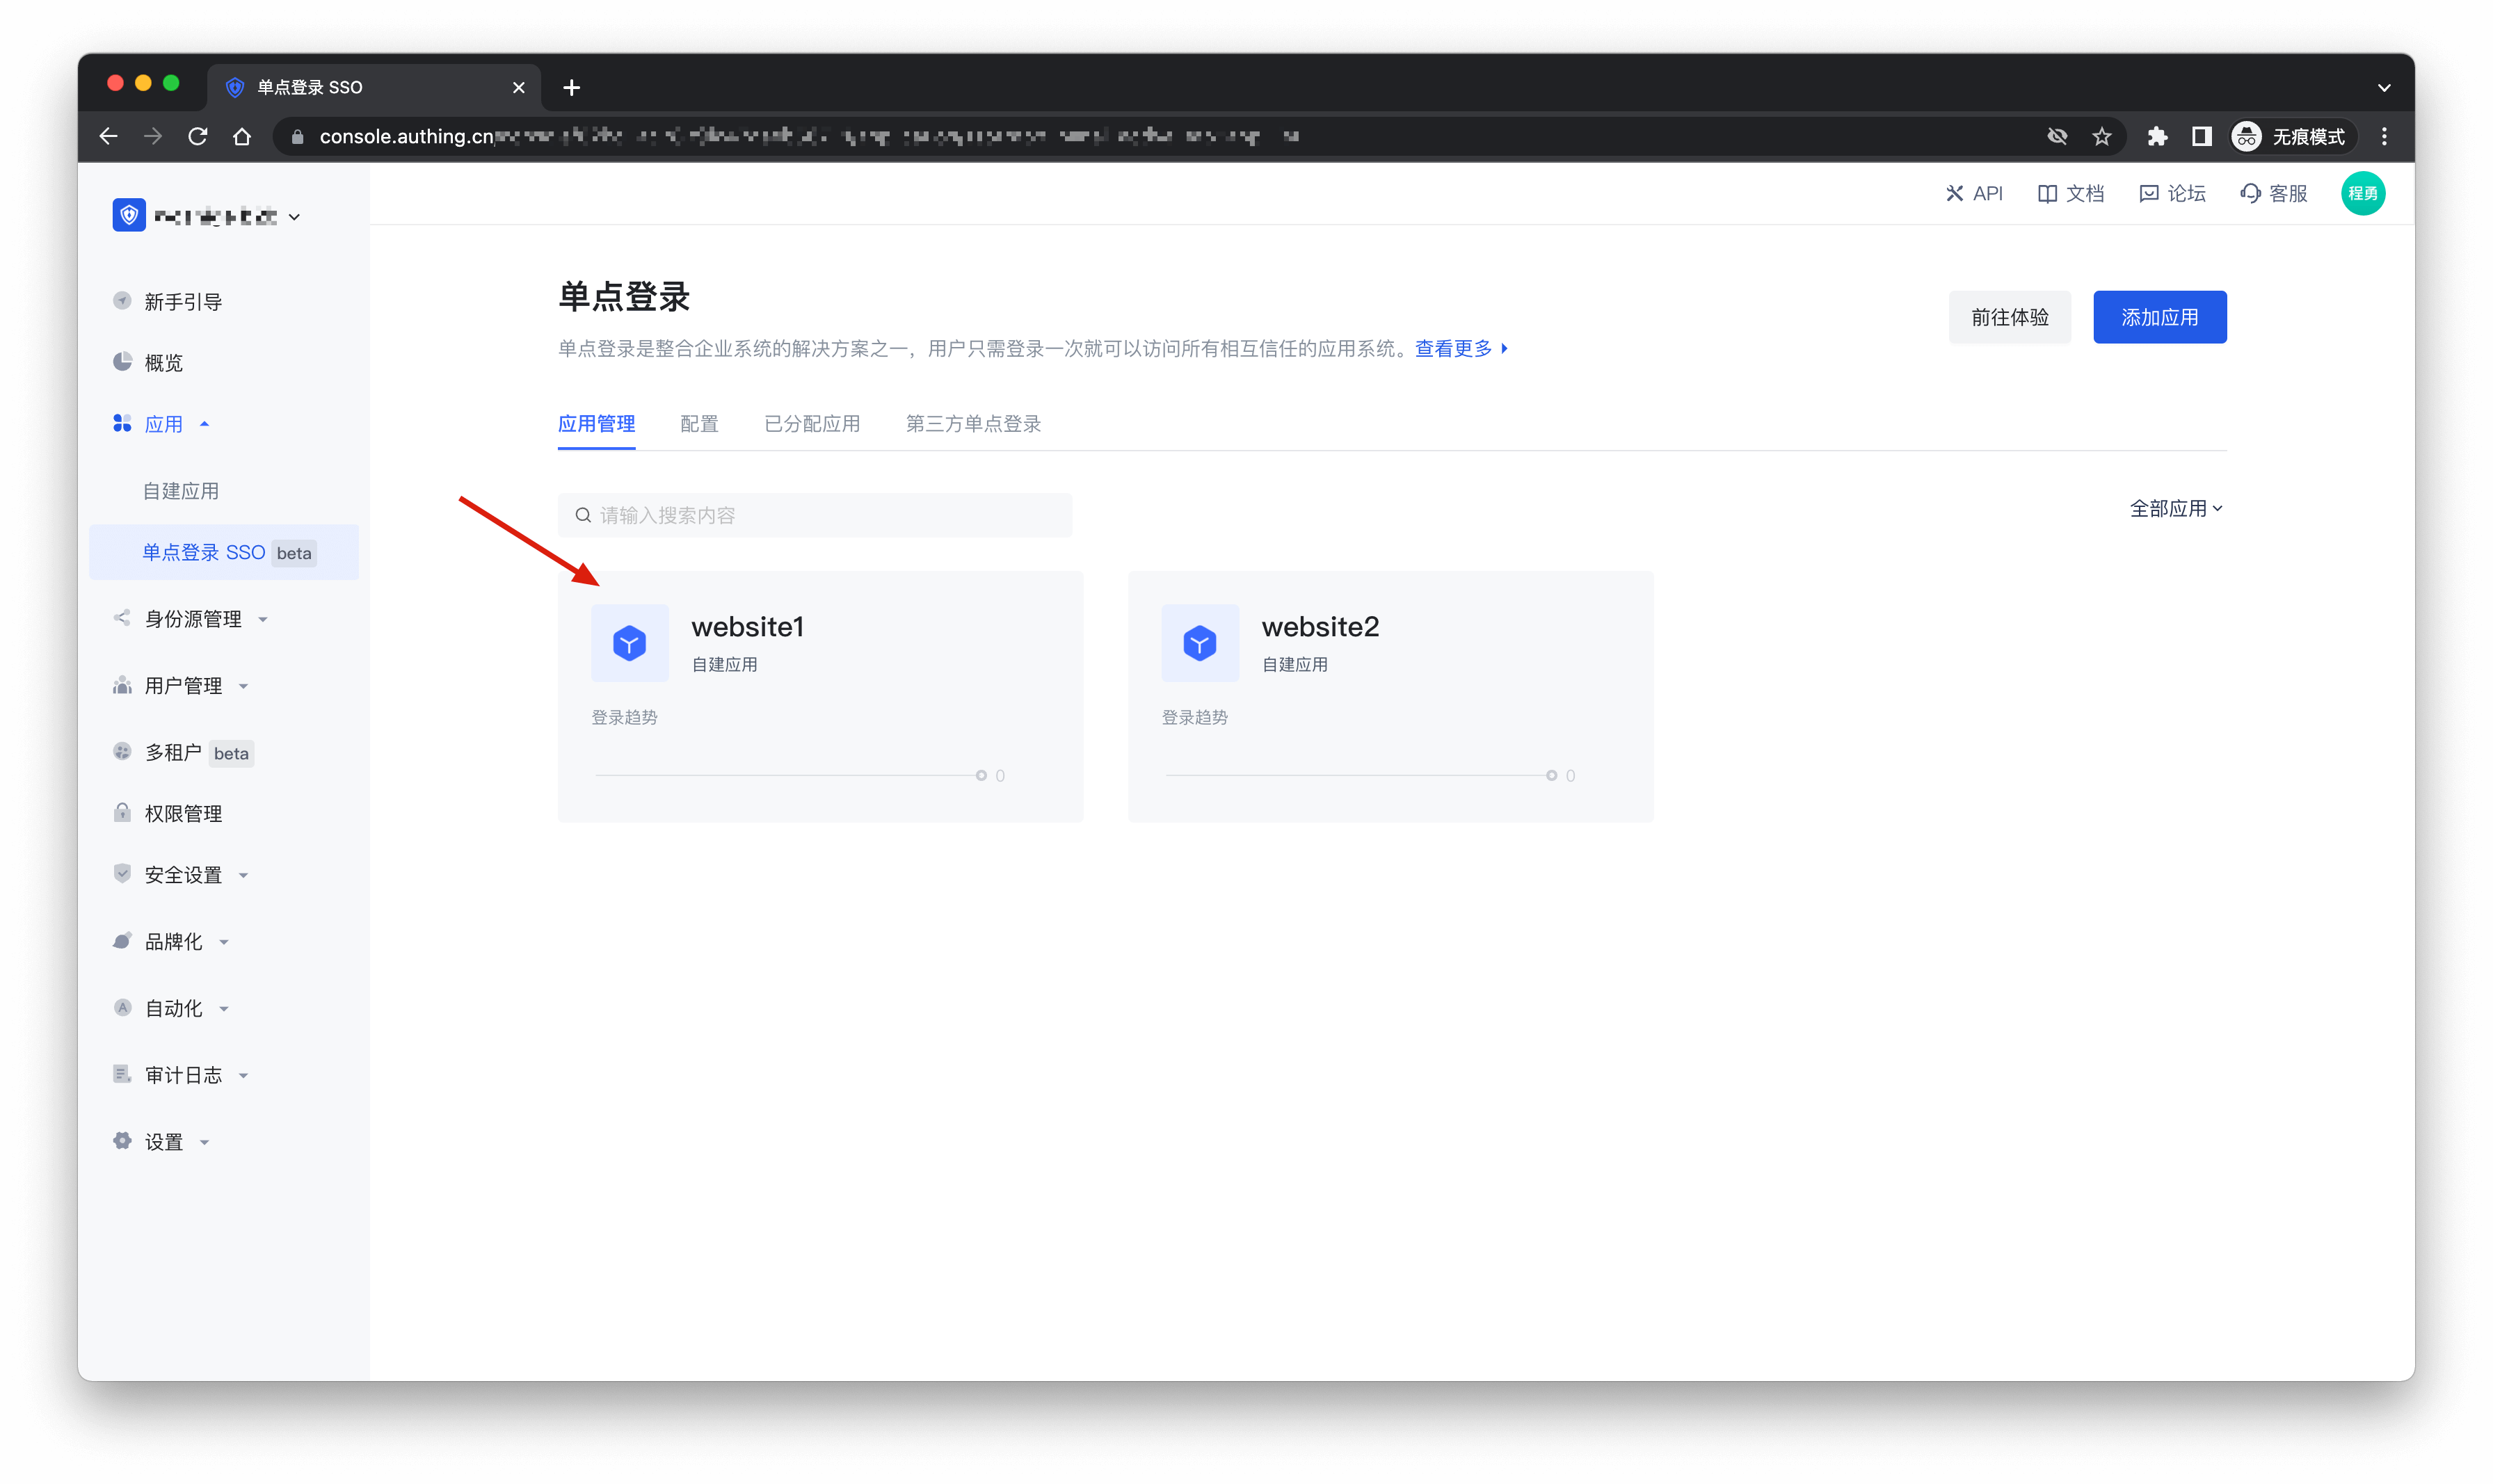 单点登录 SSO
console.authing.cn
无痕模式
API
文档
论坛
客服
程勇
新手引导
概览
应用
自建应用
单点登录 SSO beta
身份源管理
用户管理
多租户 beta
权限管理
安全设置
品牌化
自动化
审计日志
设置
单点登录
单点登录是整合企业系统的解决方案之一，用户只需登录一次就可以访问所有相互信任的应用系统。查看更多
前往体验
添加应用
应用管理
配置
已分配应用
第三方单点登录
请输入搜索内容
全部应用
website1
自建应用
登录趋势
0
website2
自建应用
登录趋势
0